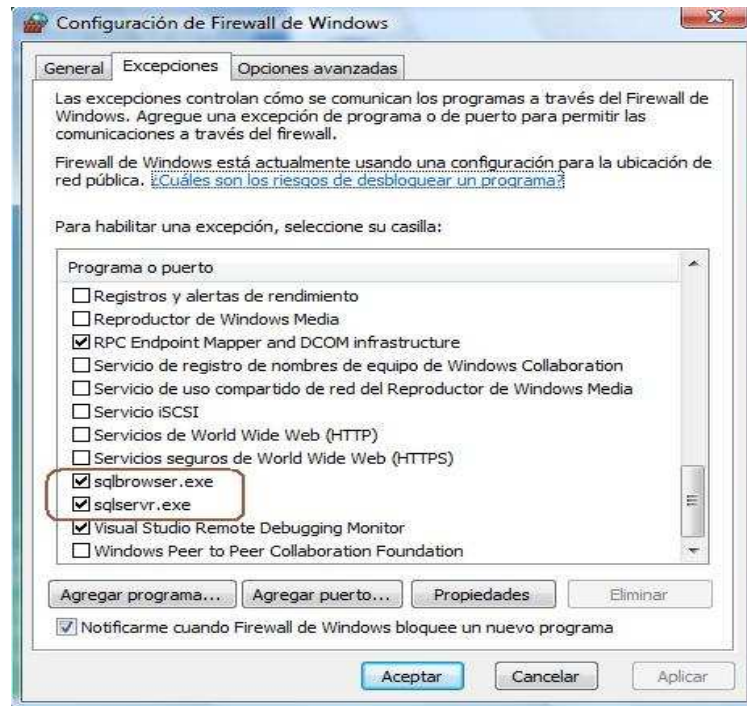 Configuración de Firewall de Windows
General Excepciones Opciones avanzadas
Las excepciones controlan cómo se comunican los programas a través del Firewall de
Windows. Agregue una excepción de programa o de puerto para permitir las
comunicaciones a través del firewall.
Firewall de Windows está actualmente usando una configuración para la ubicación de
red pública. ¿Cuáles son los riesgos de desbloquear un programa?
Para habilitar una excepción, seleccione su casilla:
Programa o puerto
Registros y alertas de rendimiento
Reproductor de Windows Media
RPC Endpoint Mapper and DCOM infrastructure
Servicio de registro de nombres de equipo de Windows Collaboration
Servicio de uso compartido de red del Reproductor de Windows Media
Servicio iSCSI
Servicios de World Wide Web (HTTP)
Servicios seguros de World Wide Web (HTTPS)
sqlbrowser.exe
sqlservr.exe
Visual Studio Remote Debugging Monitor
Windows Peer to Peer Collaboration Foundation
Agregar programa... Agregar puerto... Propiedades Eliminar
Notificarme cuando Firewall de Windows bloquee un nuevo programa
Aceptar Cancelar Aplicar